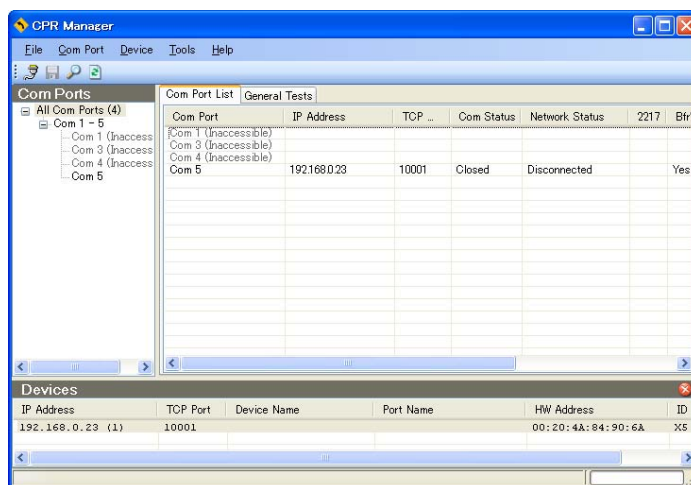 CPR Manager
File Com Port Device Tools Help
Com Ports
All Com Ports (4)
Com 1 - 5
Com 1 (Inaccess
Com 3 (Inaccess
Com 4 (Inaccess
Com 5
Com Port List General Tests
Com Port IP Address TCP ... Com Status Network Status 2217 Bfr
Com 1 (Inaccessible)
Com 3 (Inaccessible)
Com 4 (Inaccessible)
Com 5 192.168.0.23 10001 Closed Disconnected Yes
Devices
IP Address TCP Port Device Name Port Name HW Address ID
192.168.0.23 (1) 10001 00:20:4A:84:90:6A X5